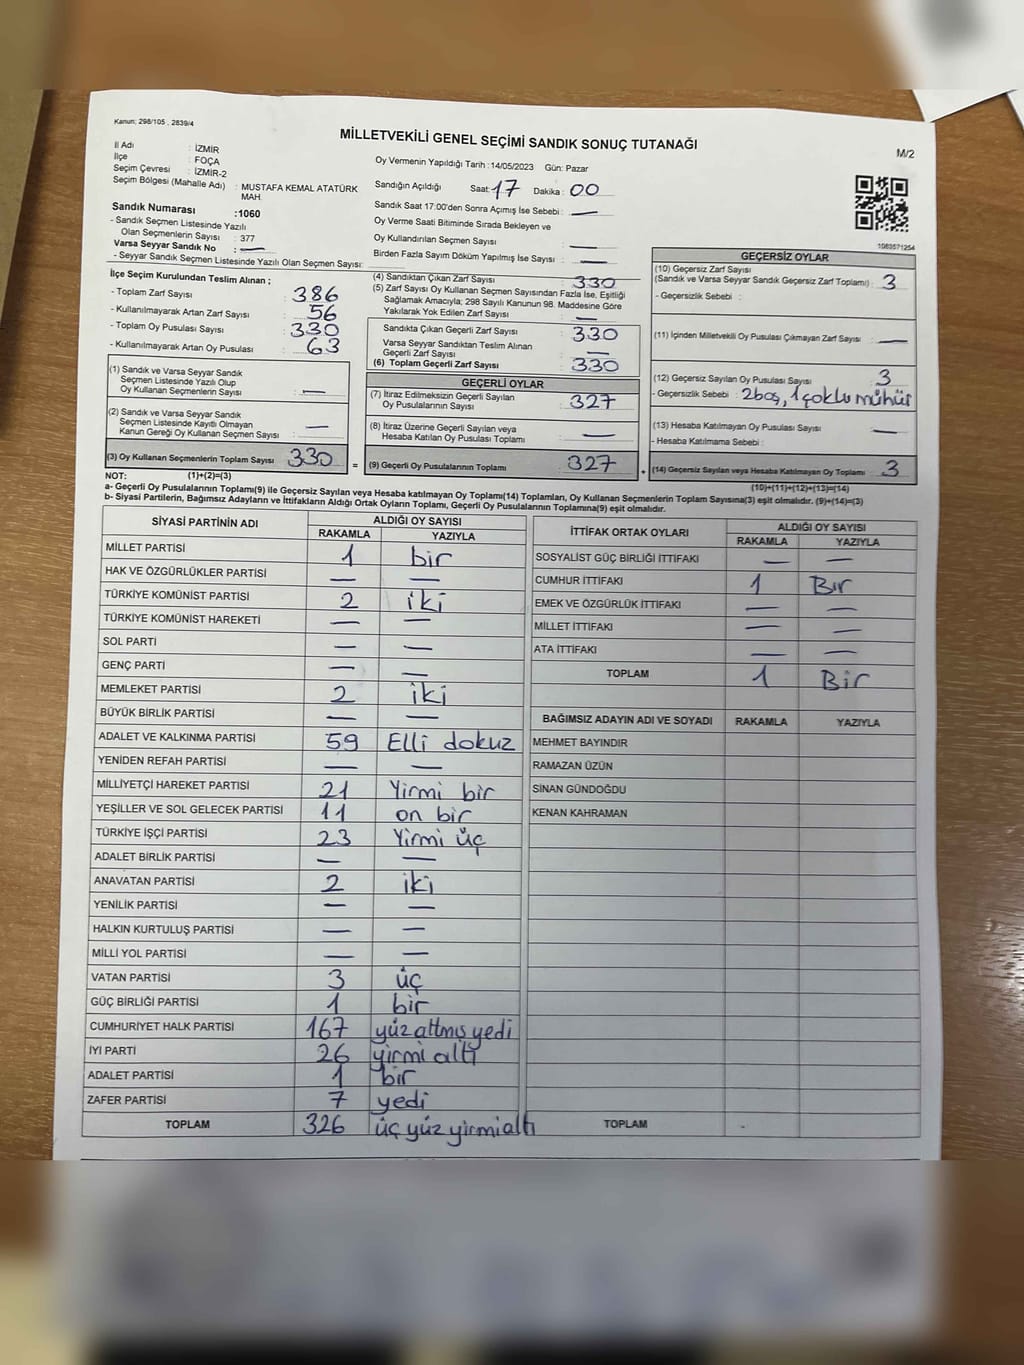 Kanun; 298/105 , 2839/4
MİLLETVEKİLİ GENEL SEÇİMİ SANDIK SONUÇ TUTANAĞI
M/2
İl Adı : İZMİR
İlçe : FOÇA
Seçim Çevresi : İZMİR-2
Seçim Bölgesi (Mahalle Adı) : MUSTAFA KEMAL ATATÜRK MAH.
Sandık Numarası :1060
- Sandık Seçmen Listesinde Yazılı
Olan Seçmenlerin Sayısı : 377
Varsa Seyyar Sandık No : —
- Seyyar Sandık Seçmen Listesinde Yazılı Olan Seçmen Sayısı:
Oy Vermenin Yapıldığı Tarih :14/05/2023 Gün: Pazar
Sandığın Açıldığı Saat: 17 Dakika : 00
Sandık Saat 17:00'den Sonra Açımış İse Sebebi : —
Oy Verme Saati Bitiminde Sırada Bekleyen ve
Oy Kullandırılan Seçmen Sayısı : —
Birden Fazla Sayım Döküm Yapılmış İse Sayısı : —
1083571254
İlçe Seçim Kurulundan Teslim Alınan ;
- Toplam Zarf Sayısı : 386
- Kullanılmayarak Artan Zarf Sayısı : 56
- Toplam Oy Pusulası Sayısı : 330
- Kullanılmayarak Artan Oy Pusulası : 63
(1) Sandık ve Varsa Seyyar Sandık
Seçmen Listesinde Yazılı Olup
Oy Kullanan Seçmenlerin Sayısı : —
(2) Sandık ve Varsa Seyyar Sandık
Seçmen Listesinde Kayıtlı Olmayan
Kanun Gereği Oy Kullanan Seçmen Sayısı : —
(3) Oy Kullanan Seçmenlerin Toplam Sayısı 330
(4) Sandıktan Çıkan Zarf Sayısı : 330
(5) Zarf Sayısı Oy Kullanan Seçmen Sayısından Fazla İse, Eşitliği
Sağlamak Amacıyla; 298 Sayılı Kanunun 98. Maddesine Göre
Yakılarak Yok Edilen Zarf Sayısı : —
Sandıkta Çıkan Geçerli Zarf Sayısı : 330
Varsa Seyyar Sandıktan Teslim Alınan
Geçerli Zarf Sayısı : —
(6) Toplam Geçerli Zarf Sayısı : 330
GEÇERLİ OYLAR
(7) İtiraz Edilmeksizin Geçerli Sayılan
Oy Pusulalarının Sayısı : 327
(8) İtiraz Üzerine Geçerli Sayılan veya
Hesaba Katılan Oy Pusulası Toplamı : —
= (9) Geçerli Oy Pusulalarının Toplamı : 327
GEÇERSİZ OYLAR
(10) Geçersiz Zarf Sayısı
(Sandık ve Varsa Seyyar Sandık Geçersiz Zarf Toplamı) : 3
- Geçersizlik Sebebi :
(11) İçinden Milletvekili Oy Pusulası Çıkmayan Zarf Sayısı : —
(12) Geçersiz Sayılan Oy Pusulası Sayısı : 3
- Geçersizlik Sebebi : 2boş, 1 çoklu mühür
(13) Hesaba Katılmayan Oy Pusulası Sayısı : —
- Hesaba Katılmama Sebebi :
+ (14) Geçersiz Sayılan veya Hesaba Katılmayan Oy Toplamı : 3
NOT: (1)+(2)=(3) (10)+(11)+(12)+(13)=(14)
a- Geçerli Oy Pusulalarının Toplamı(9) ile Geçersiz Sayılan veya Hesaba katılmayan Oy Toplamı(14) Toplamları, Oy Kullanan Seçmenlerin Toplam Sayısına(3) eşit olmalıdır. (9)+(14)=(3)
b- Siyasi Partilerin, Bağımsız Adayların ve İttifakların Aldığı Ortak Oyların Toplamı, Geçerli Oy Pusulalarının Toplamına(9) eşit olmalıdır.
SİYASİ PARTİNİN ADI ALDIĞI OY SAYISI
RAKAMLA YAZIYLA
MİLLET PARTİSİ 1 bir
HAK VE ÖZGÜRLÜKLER PARTİSİ — —
TÜRKİYE KOMÜNİST PARTİSİ 2 iki
TÜRKİYE KOMÜNİST HAREKETİ — —
SOL PARTİ — —
GENÇ PARTİ — —
MEMLEKET PARTİSİ 2 iki
BÜYÜK BİRLİK PARTİSİ — —
ADALET VE KALKINMA PARTİSİ 59 Elli dokuz
YENİDEN REFAH PARTİSİ — —
MİLLİYETÇİ HAREKET PARTİSİ 21 Yirmi bir
YEŞİLLER VE SOL GELECEK PARTİSİ 11 on bir
TÜRKİYE İŞÇİ PARTİSİ 23 Yirmi üç
ADALET BİRLİK PARTİSİ — —
ANAVATAN PARTİSİ 2 iki
YENİLİK PARTİSİ — —
HALKIN KURTULUŞ PARTİSİ — —
MİLLİ YOL PARTİSİ — —
VATAN PARTİSİ 3 üç
GÜÇ BİRLİĞİ PARTİSİ 1 bir
CUMHURİYET HALK PARTİSİ 167 yüz altmış yedi
İYİ PARTİ 26 yirmi altı
ADALET PARTİSİ 1 bir
ZAFER PARTİSİ 7 yedi
TOPLAM 326 üç yüz yirmialtı
İTTİFAK ORTAK OYLARI ALDIĞI OY SAYISI
RAKAMLA YAZIYLA
SOSYALİST GÜÇ BİRLİĞİ İTTİFAKI — —
CUMHUR İTTİFAKI 1 Bir
EMEK VE ÖZGÜRLÜK İTTİFAKI — —
MİLLET İTTİFAKI — —
ATA İTTİFAKI — —
TOPLAM 1 Bir
BAĞIMSIZ ADAYIN ADI VE SOYADI RAKAMLA YAZIYLA
MEHMET BAYINDIR
RAMAZAN ÜZÜN
SİNAN GÜNDOĞDU
KENAN KAHRAMAN
TOPLAM